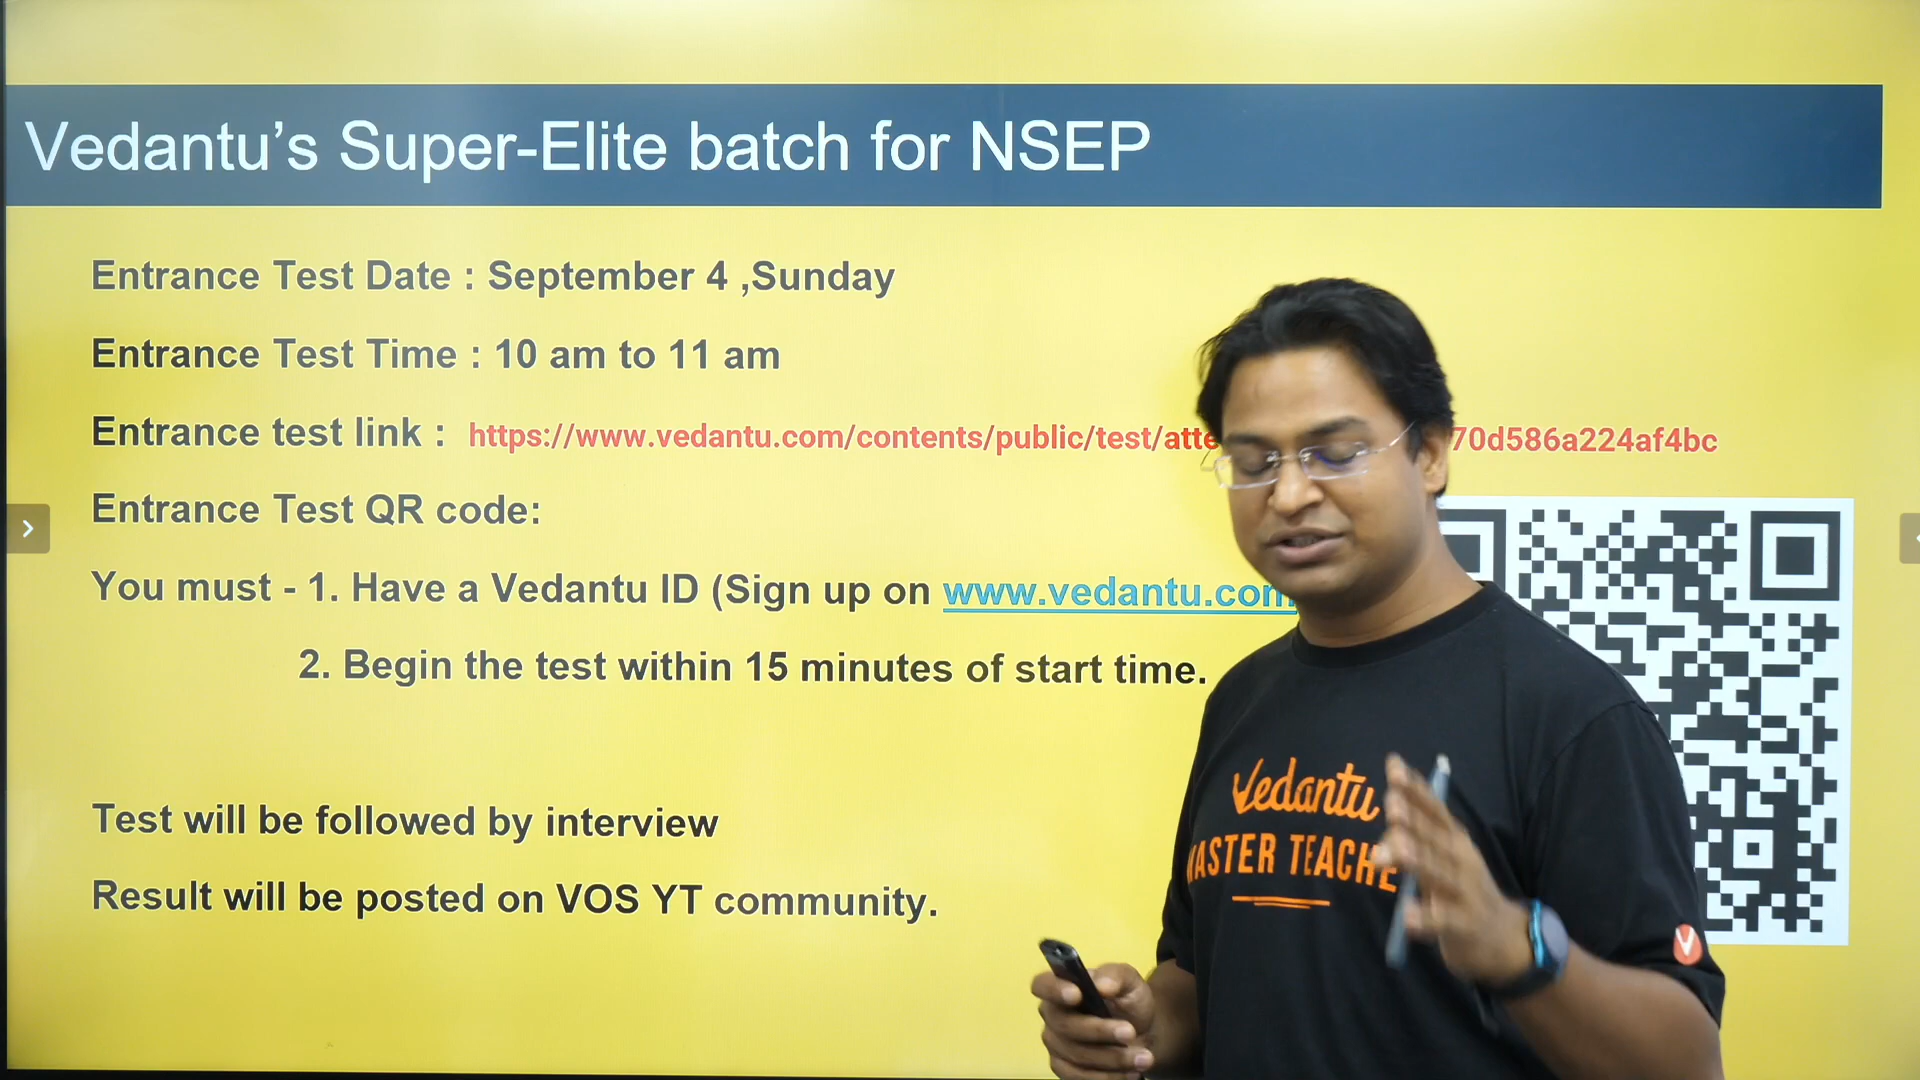 Vedantu’s Super-Elite batch for NSEP
Entrance Test Date : September 4 ,Sunday
Entrance Test Time : 10 am to 11 am
Entrance test link : https://www.vedantu.com/contents/public/test/atte 70d586a224af4bc
Entrance Test QR code:
You must - 1. Have a Vedantu ID (Sign up on www.vedantu.com
2. Begin the test within 15 minutes of start time.
Test will be followed by interview
Result will be posted on VOS YT community.
Vedantu
MASTER TEACHE